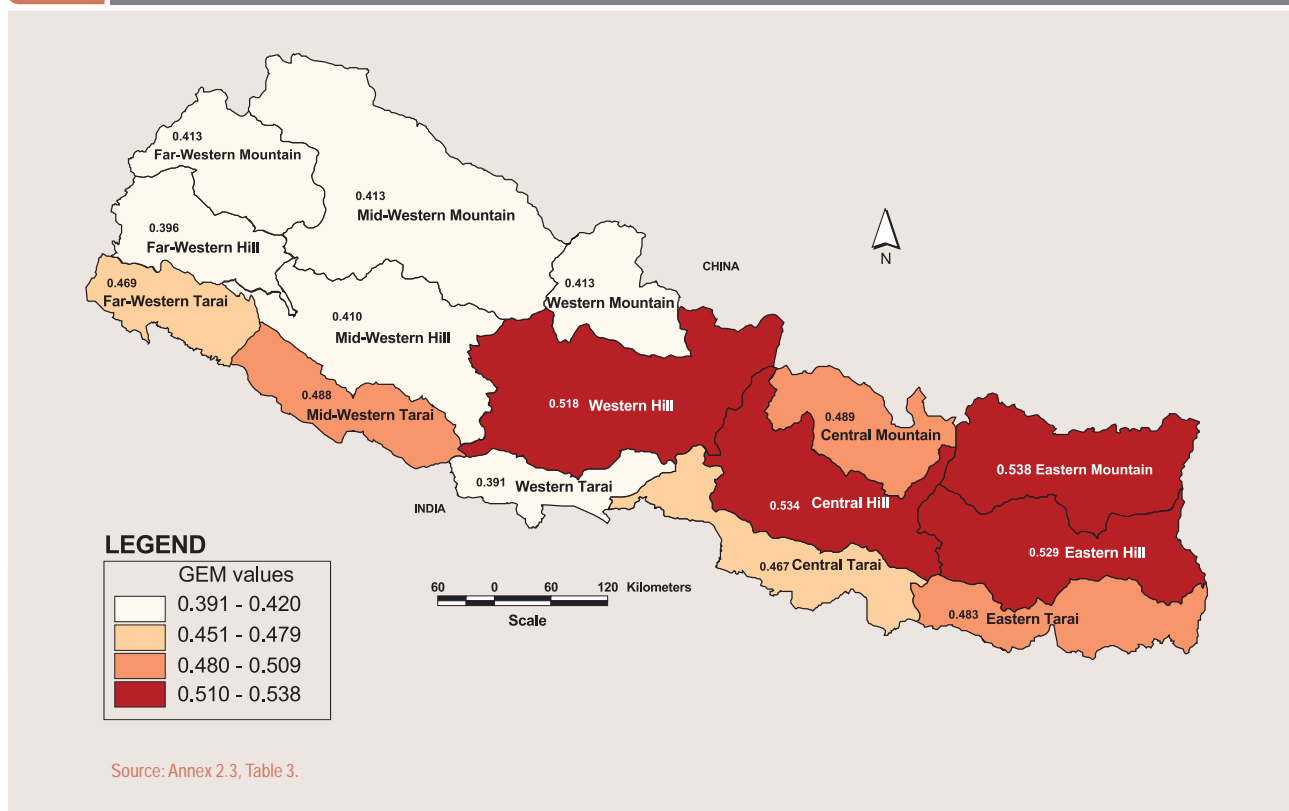 0.413
Far-Western Mountain
0.413
Mid-Western Mountain
0.396
Far-Western Hill
N
CHINA
0.469
Far-Western Tarai
0.413
Western Mountain
0.410
Mid-Western Hill
0.488
Mid-Western Tarai
0.518 Western Hill
0.489
Central Mountain
0.538 Eastern Mountain
0.391 Western Tarai
INDIA
0.534 Central Hill
0.529 Eastern Hill
0.467 Central Tarai
0.483 Eastern Tarai
60 0 60 120 Kilometers
Scale
LEGEND
GEM values
0.391 - 0.420
0.451 - 0.479
0.480 - 0.509
0.510 - 0.538
Source: Annex 2.3, Table 3.